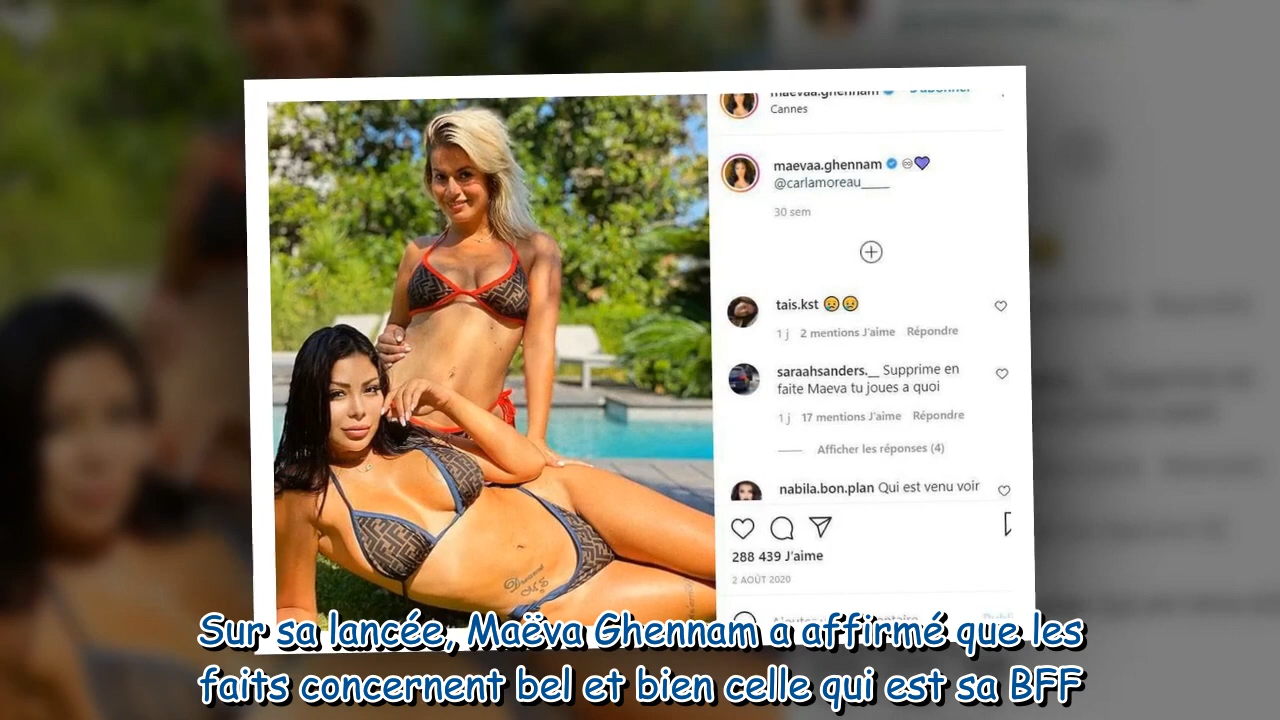 maevaa.ghennam S'abonner
Cannes
maevaa.ghennam ♾💜
@carlamoreau____
30 sem
tais.kst 😥😥
1 j 2 mentions J'aime Répondre
saraahsanders.__ Supprime en
faite Maeva tu joues a quoi
1 j 17 mentions J'aime Répondre
Afficher les réponses (4)
nabila.bon.plan Qui est venu voir
288 439 J'aime
2 AOÛT 2020
Sur sa lancée, Maëva Ghennam a affirmé que les
faits concernent bel et bien celle qui est sa BFF